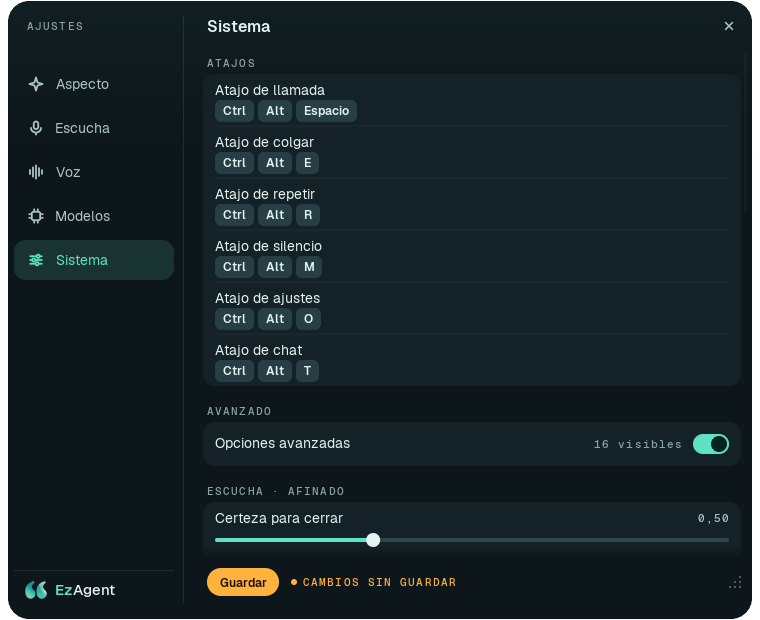 AJUSTES
Aspecto
Escucha
Voz
Modelos
Sistema
EzAgent
Sistema
ATAJOS
Atajo de llamada
Ctrl Alt Espacio
Atajo de colgar
Ctrl Alt E
Atajo de repetir
Ctrl Alt R
Atajo de silencio
Ctrl Alt M
Atajo de ajustes
Ctrl Alt O
Atajo de chat
Ctrl Alt T
AVANZADO
Opciones avanzadas 16 visibles
ESCUCHA · AFINADO
Certeza para cerrar 0,50
Guardar CAMBIOS SIN GUARDAR